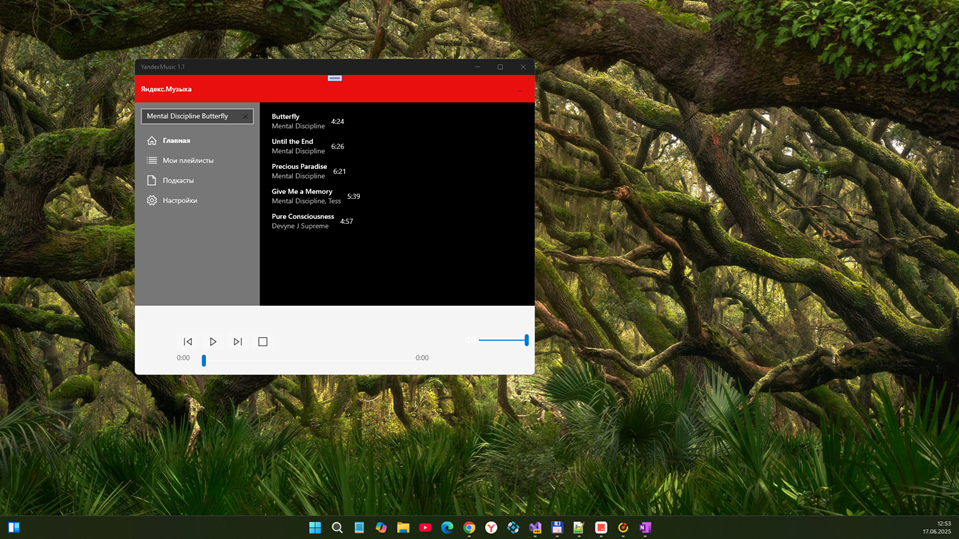 YenderMusic 1.1
Яндекс.Музыка
Mental Discipline Butterfly
Главная
Мои плейлисты
Подкасты
Настройки
Butterfly
Mental Discipline
4:24
Until the End
Mental Discipline
6:26
Precious Paradise
Mental Discipline
6:21
Give Me a Memory
Mental Discipline, Tess
5:39
Pure Consciousness
Devyne J Supreme
4:57
0:00
0:00
12:53
17.06.2025